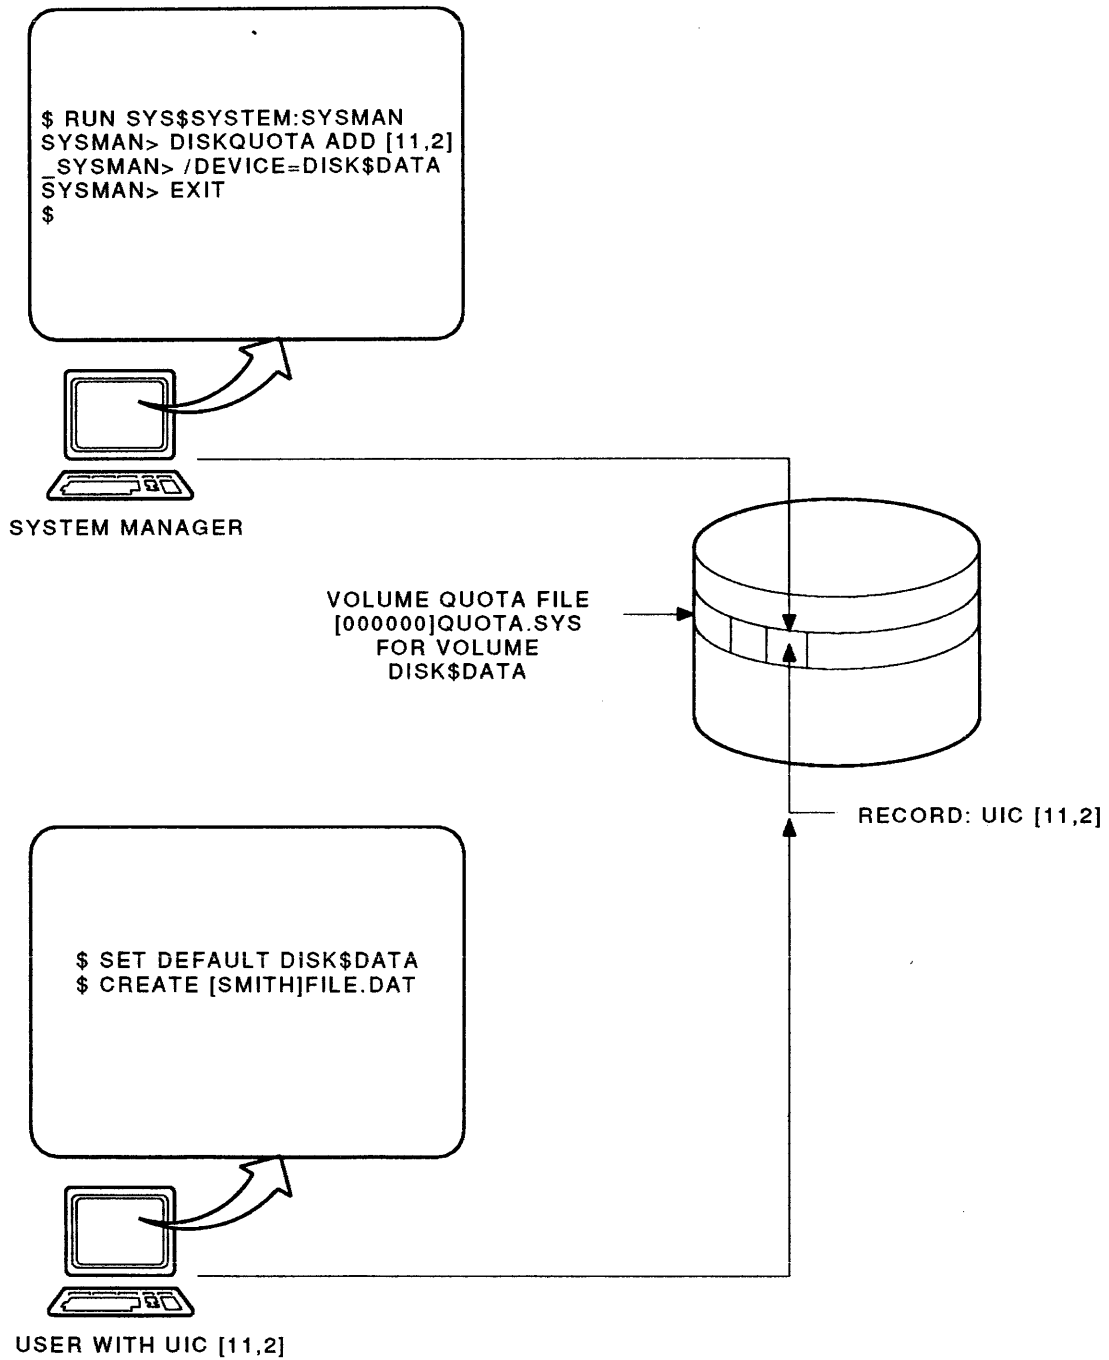 $ RUN SYS$SYSTEM:SYSMAN
SYSMAN> DISKQUOTA ADD [11,2]
_SYSMAN> /DEVICE=DISK$DATA
SYSMAN> EXIT
$
SYSTEM MANAGER
VOLUME QUOTA FILE
[000000]QUOTA.SYS
FOR VOLUME
DISK$DATA
RECORD: UIC [11,2]
$ SET DEFAULT DISK$DATA
$ CREATE [SMITH]FILE.DAT
USER WITH UIC [11,2]